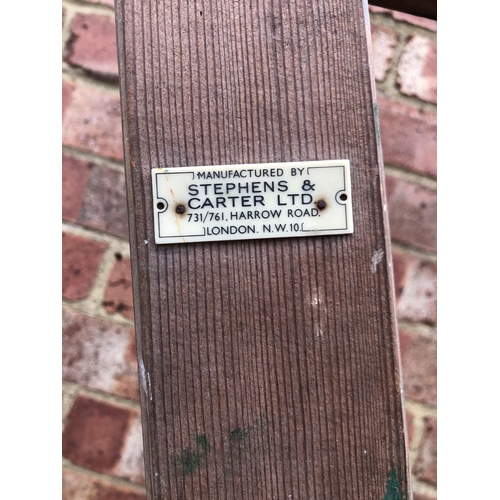 MANUFACTURED BY
STEPHENS &
CARTER LTD
731/761, HARROW ROAD,
LONDON. N.W.10.